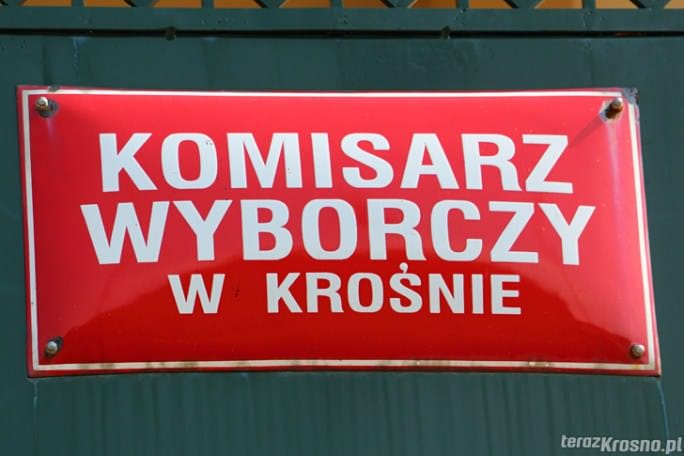 KOMISARZ
WYBORCZY
W KROŚNIE
terazKrosno.pl